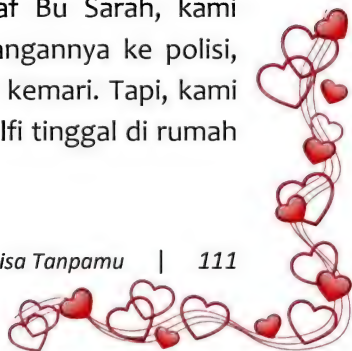 af Bu Sarah, kami
angannya ke polisi,
kemari. Tapi, kami
lfi tinggal di rumah
isa Tanpamu | 111